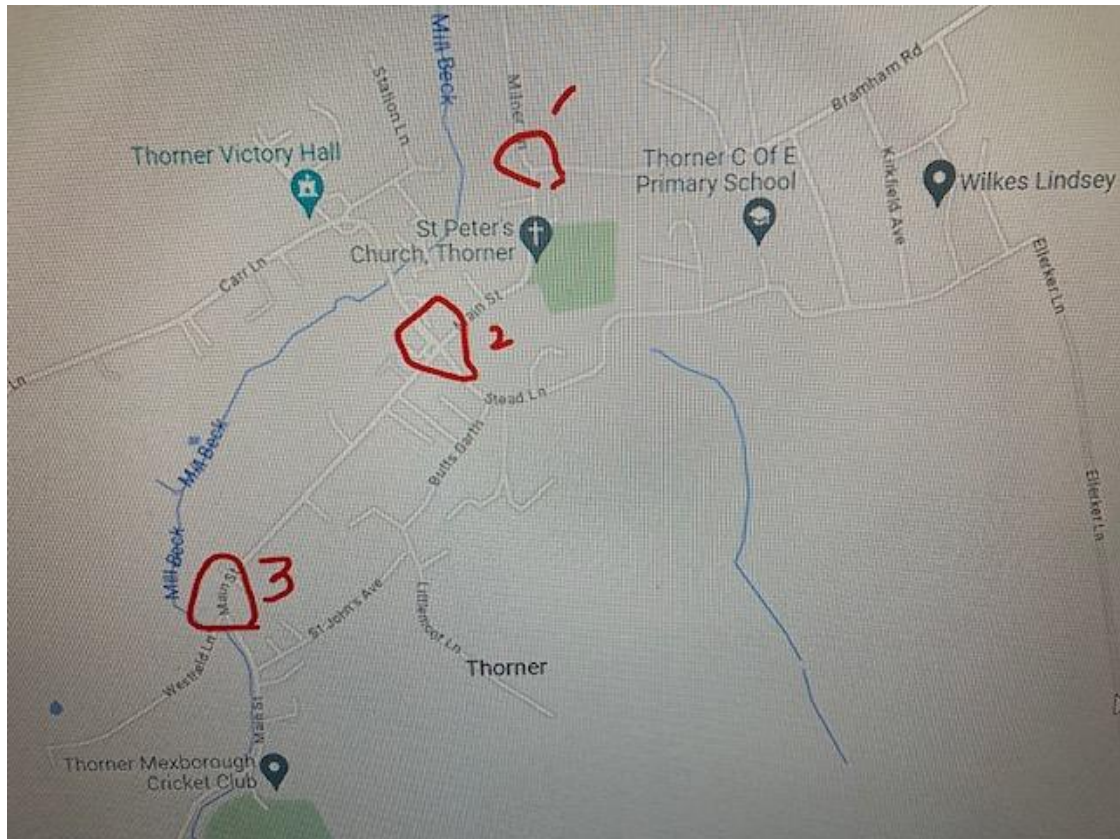 Mill Beck
Station Ln
Milner Ln
1
Bramham Rd
Thorner Victory Hall
Thorner C Of E
Primary School
Kirkfield Ave
Wilkes Lindsey
St Peter's
Church, Thorner
Carr Ln
Main St
Ellerker Ln
2
Ln
Stead Ln
Butts Garth
Mill Beck
Ellerker Ln
Mill Beck
Main St
3
St John's Ave
Littlemoor Ln
Westfield Ln
Thorner
Main St
Thorner Mexborough
Cricket Club